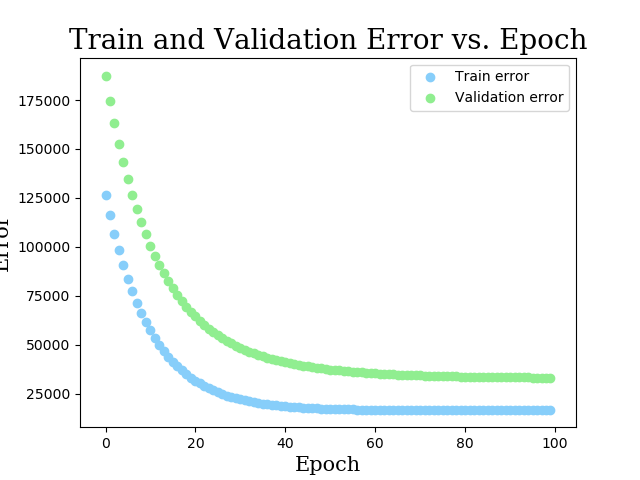 Train and Validation Error vs. Epoch
Train error
Validation error
175000
150000
125000
100000
75000
50000
25000
Error
0 20 40 60 80 100
Epoch